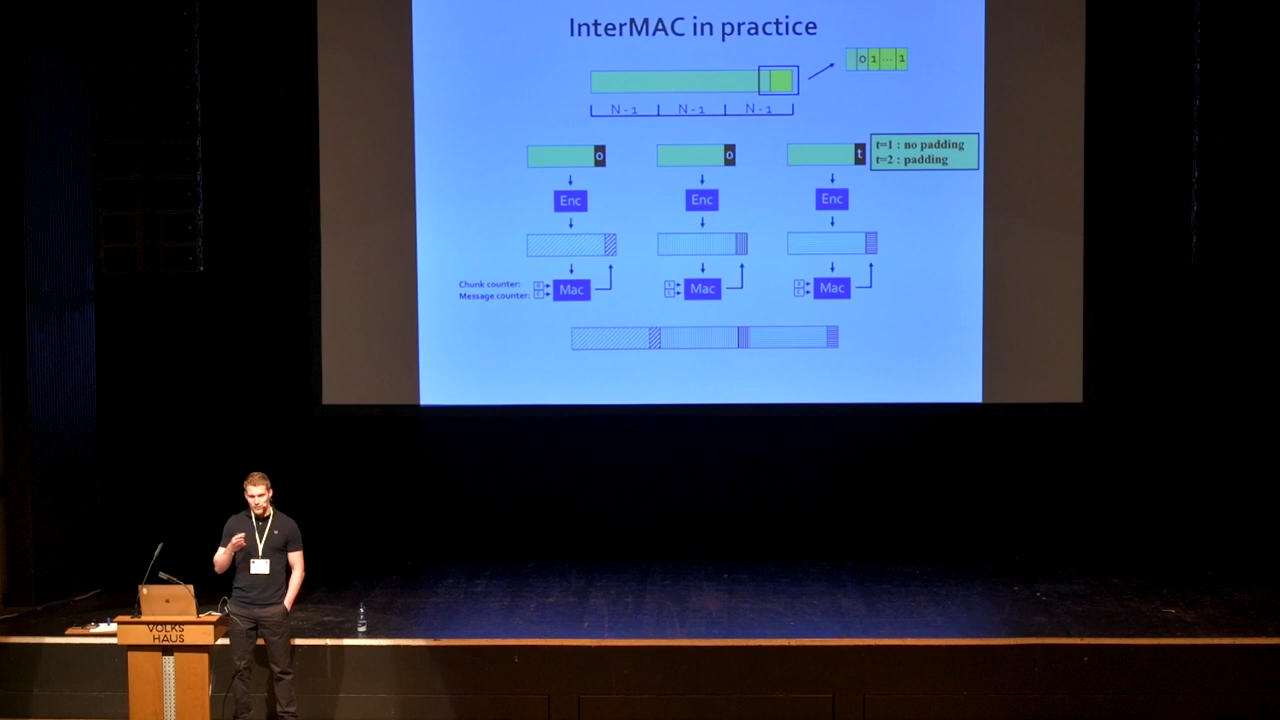 InterMAC in practice
0 1 ... 1
N - 1 N - 1 N - 1
0 0 t
t=1 : no padding
t=2 : padding
Enc Enc Enc
Chunk counter:
Message counter:
Mac Mac Mac
VOLKS
HAUS